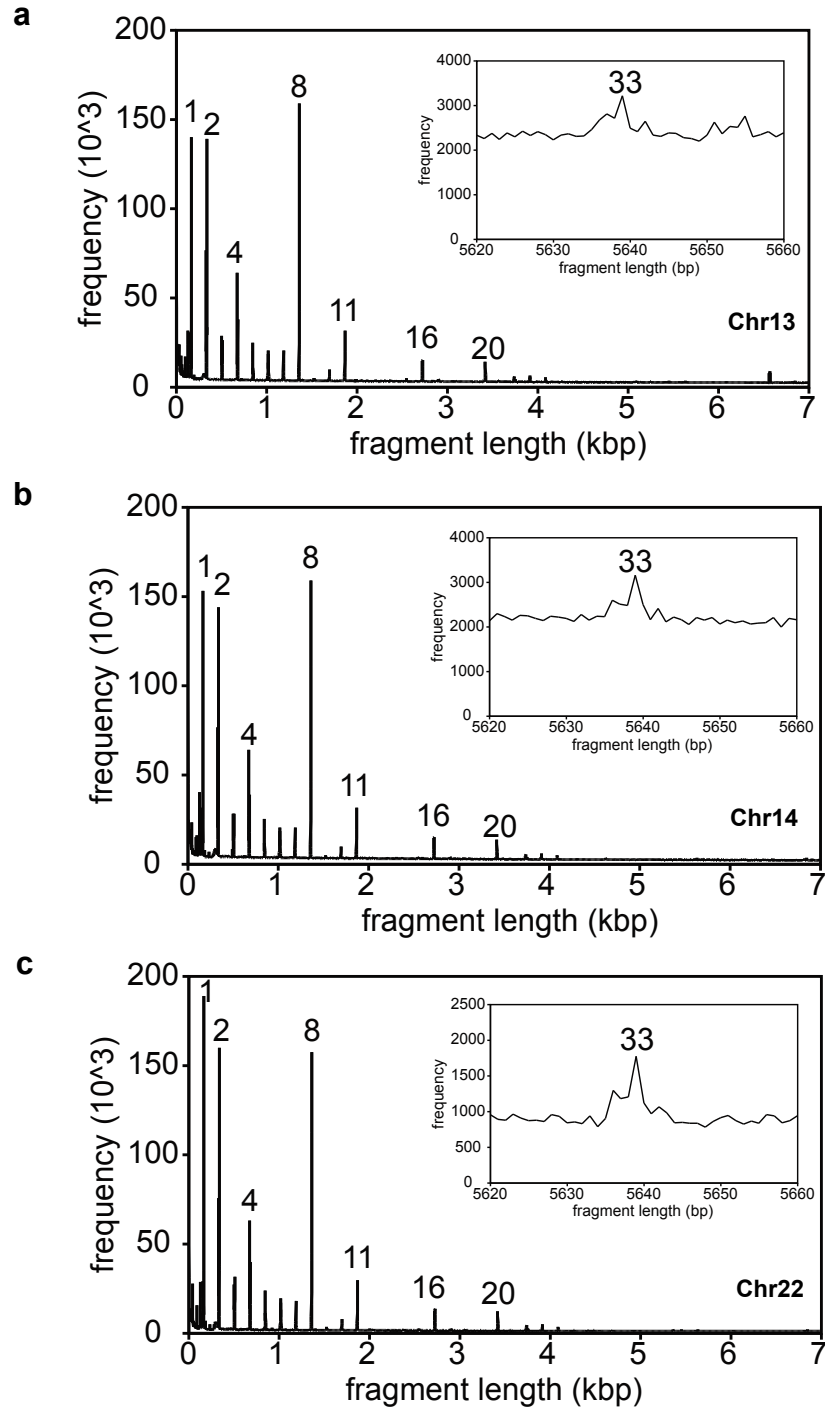 a
200
150
100
50
0
frequency (10^3)
1
2
4
8
11
16
20
0 1 2 3 4 5 6 7
fragment length (kbp)
Chr13
4000
3000
2000
1000
0
frequency
33
5620 5630 5640 5650 5660
fragment length (bp)
b
200
150
100
50
0
frequency (10^3)
1
2
4
8
11
16
20
0 1 2 3 4 5 6 7
fragment length (kbp)
Chr14
4000
3000
2000
1000
0
frequency
33
5620 5630 5640 5650 5660
fragment length (bp)
c
200
150
100
50
0
frequency (10^3)
1
2
4
8
11
16
20
0 1 2 3 4 5 6 7
fragment length (kbp)
Chr22
2500
2000
1500
1000
500
0
frequency
33
5620 5630 5640 5650 5660
fragment length (bp)